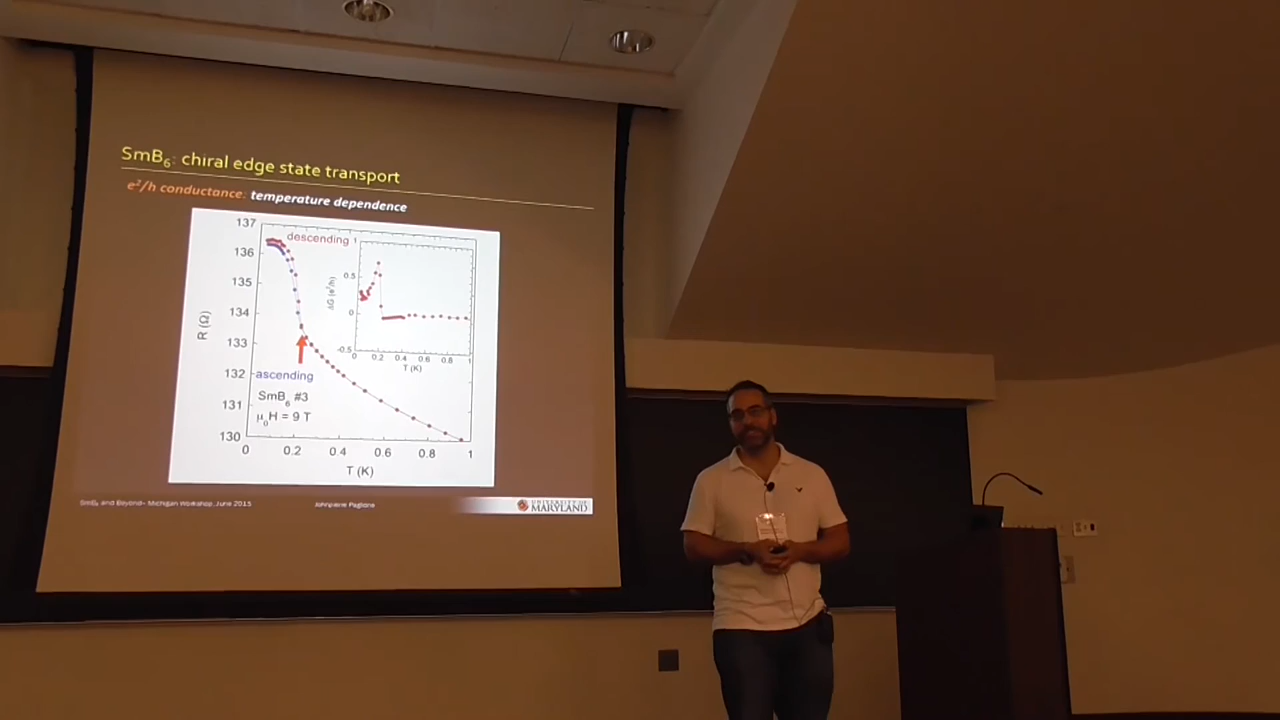 SmB6: chiral edge state transport
e²/h conductance: temperature dependence
137
136
135
134
133
132
131
130
R (Ω)
0
0.2
0.4
0.6
0.8
1
T (K)
descending
ascending
SmB6 #3
μ0H = 9 T
1
0.5
0
-0.5
ΔG (e²/h)
0
0.2
0.4
0.6
0.8
1
T (K)
SmB6 and Beyond- Michigan Workshop, June 2015
Johnpierre Paglione
UNIVERSITY OF
MARYLAND